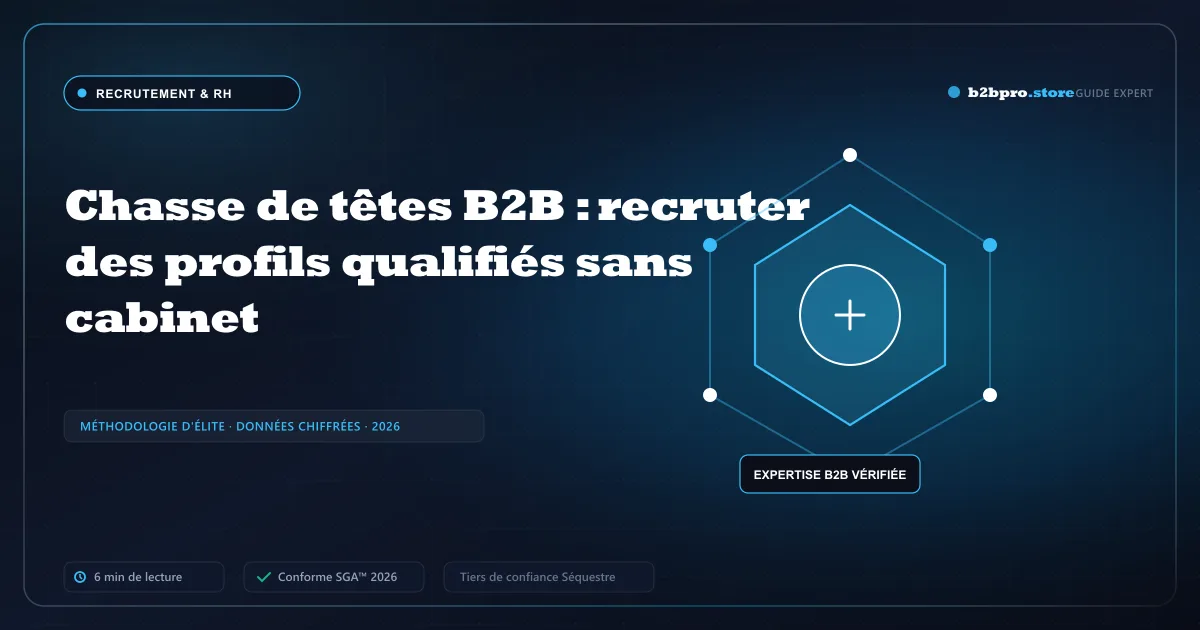 RECRUTEMENT & RH
b2bpro.store GUIDE EXPERT
Chasse de têtes B2B : recruter
des profils qualifiés sans
cabinet
MÉTHODOLOGIE D'ÉLITE · DONNÉES CHIFFRÉES · 2026
EXPERTISE B2B VÉRIFIÉE
6 min de lecture
Conforme SGA™ 2026
Tiers de confiance Séquestre